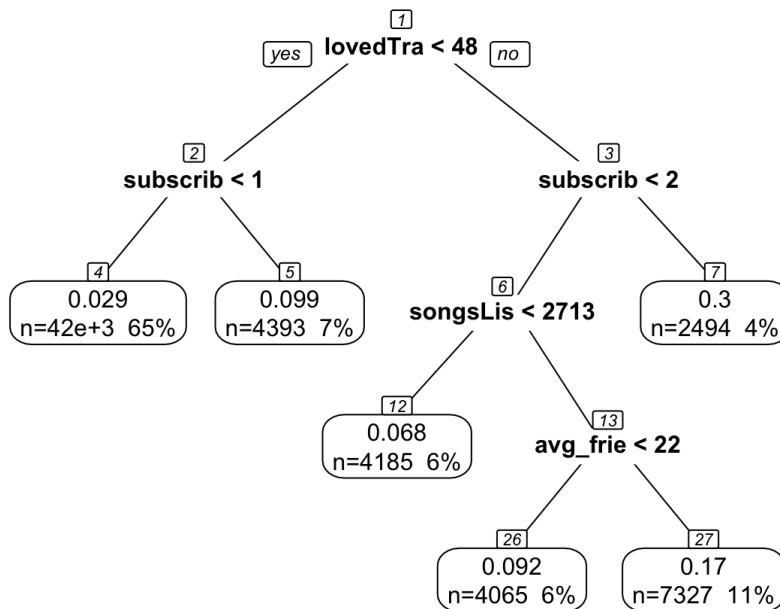 1
yes lovedTra < 48 no
2 3
subscrib < 1 subscrib < 2
4 5 6 7
0.029 0.099 0.3
n=42e+3 65% n=4393 7% songsLis < 2713 n=2494 4%
12 13
0.068 avg_frie < 22
n=4185 6%
26 27
0.092 0.17
n=4065 6% n=7327 11%